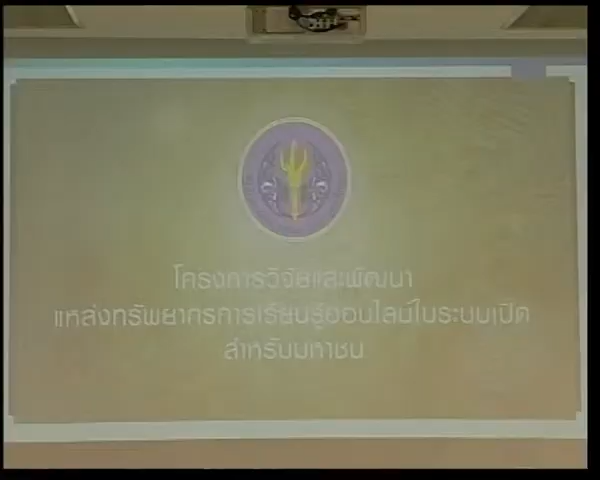 โครงการวิจัยและพัฒนา
แหล่งทรัพยากรการเรียนรู้ออนไลน์ในระบบเปิด
สำหรับมหาชน